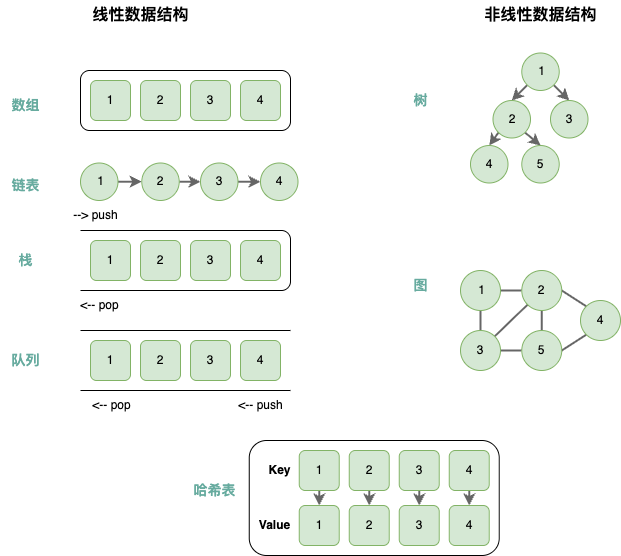 线性数据结构
非线性数据结构
数组
1 2 3 4
链表
1 2 3 4
--> push
栈
1 2 3 4
<-- pop
队列
1 2 3 4
<-- pop <-- push
树
1
2 3
4 5
图
1 2
4
3 5
哈希表
Key 1 2 3 4
Value 1 2 3 4